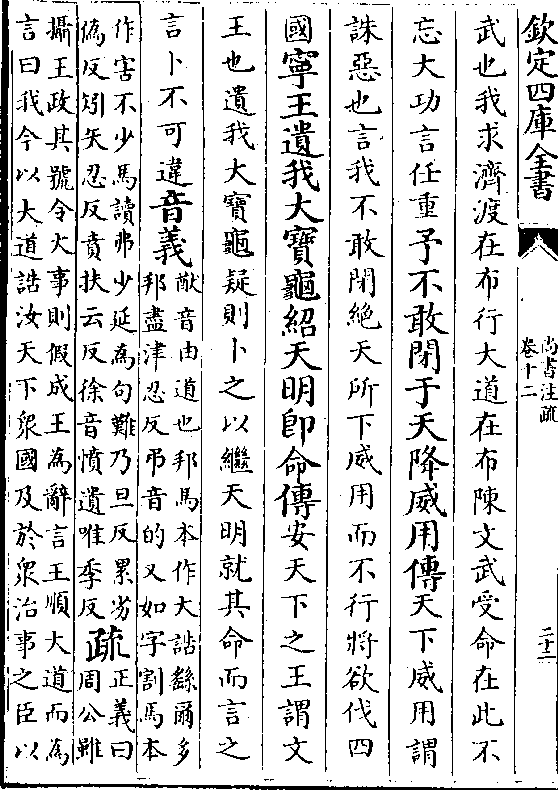 欽定四庫全書
尚書注疏
卷十二
二十二
武也我求濟渡在布行大道在布陳文武受命在此不
忘大功言任重予不敢閉于天降威用傳天下威用謂
誅惡也言我不敢閉絕天所下威用而不行將欲伐四
國寧王遺我大寶龜紹天明即命傳安天下之王謂文
王也遺我大寶龜疑則卜之以繼天明就其命而言之
言卜不可違音義
猷音由道也邦馬本作大誥繇爾多
邦盡津忍反弔音的又如字割馬本
作害不少馬讀弗少延為句難乃旦反累劣
偽反矧矢忍反賁扶云反徐音憤遺唯季反
疏
正義曰
周公雖
攝王政其號令大事則假成王為辭言王順大道而為
言曰我今以大道誥汝天下衆國及於衆治事之臣以